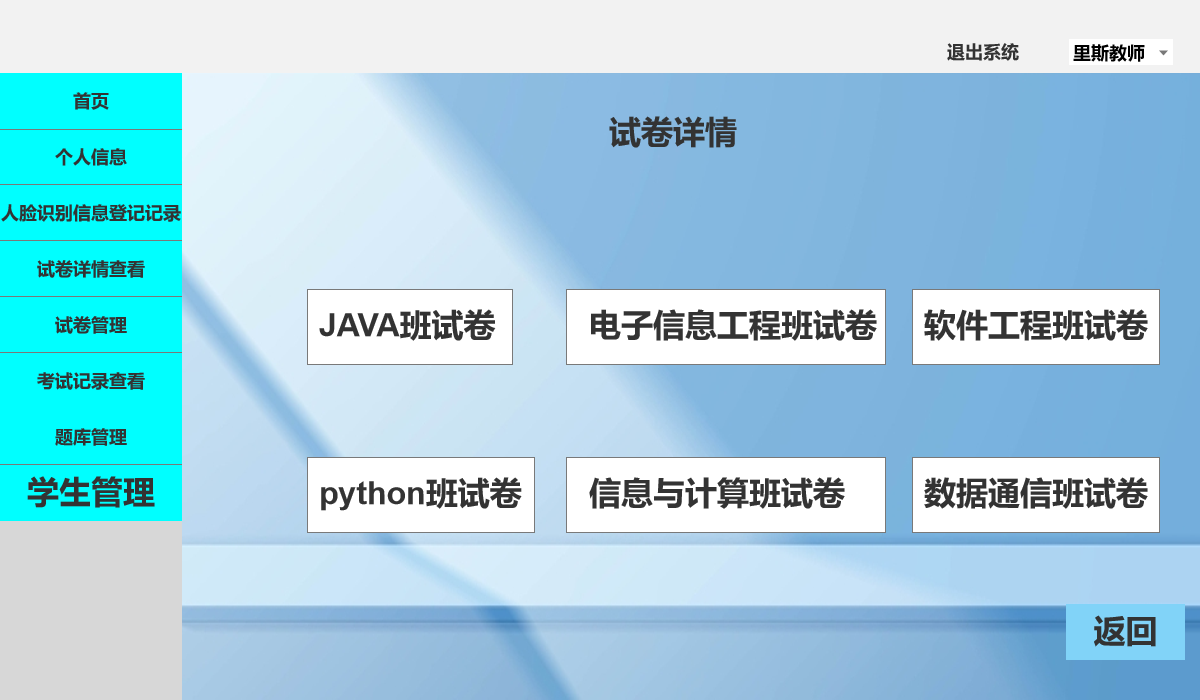 退出系统
里斯教师
首页
个人信息
人脸识别信息登记记录
试卷详情查看
试卷管理
考试记录查看
题库管理
学生管理
试卷详情
JAVA班试卷
电子信息工程班试卷
软件工程班试卷
python班试卷
信息与计算班试卷
数据通信班试卷
返回